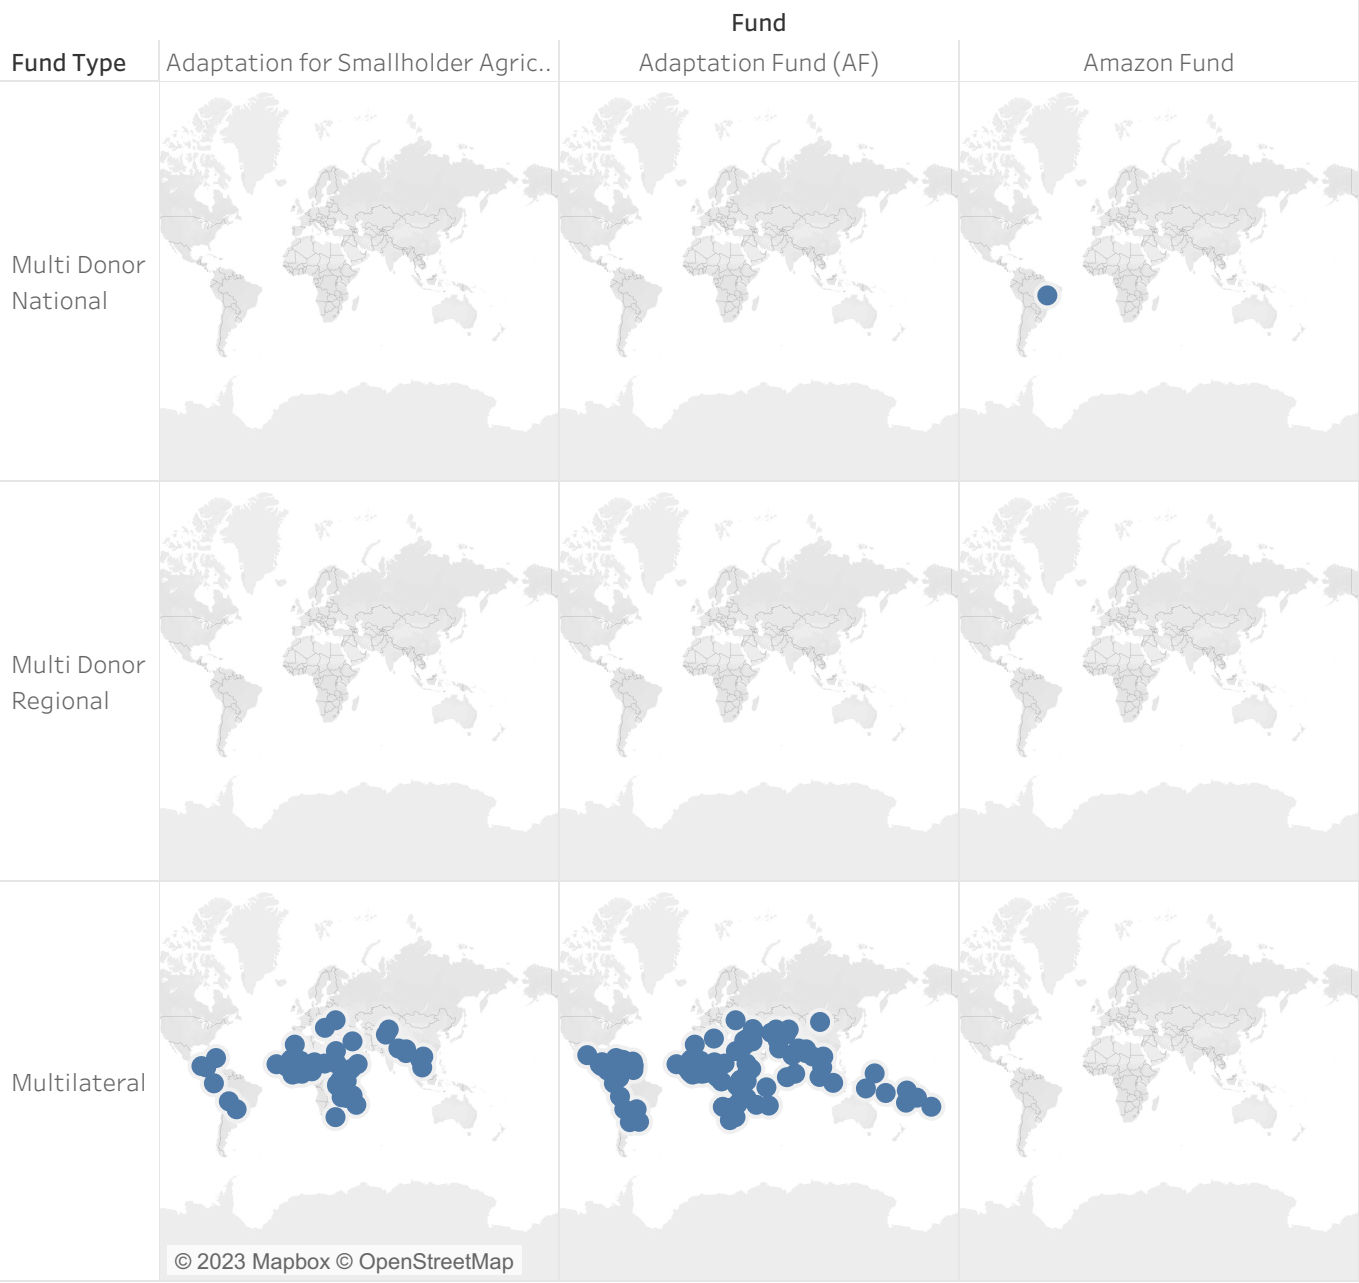 Fund
Fund Type
Adaptation for Smallholder Agric..
Adaptation Fund (AF)
Amazon Fund
Multi Donor
National
Multi Donor
Regional
Multilateral
© 2023 Mapbox © OpenStreetMap